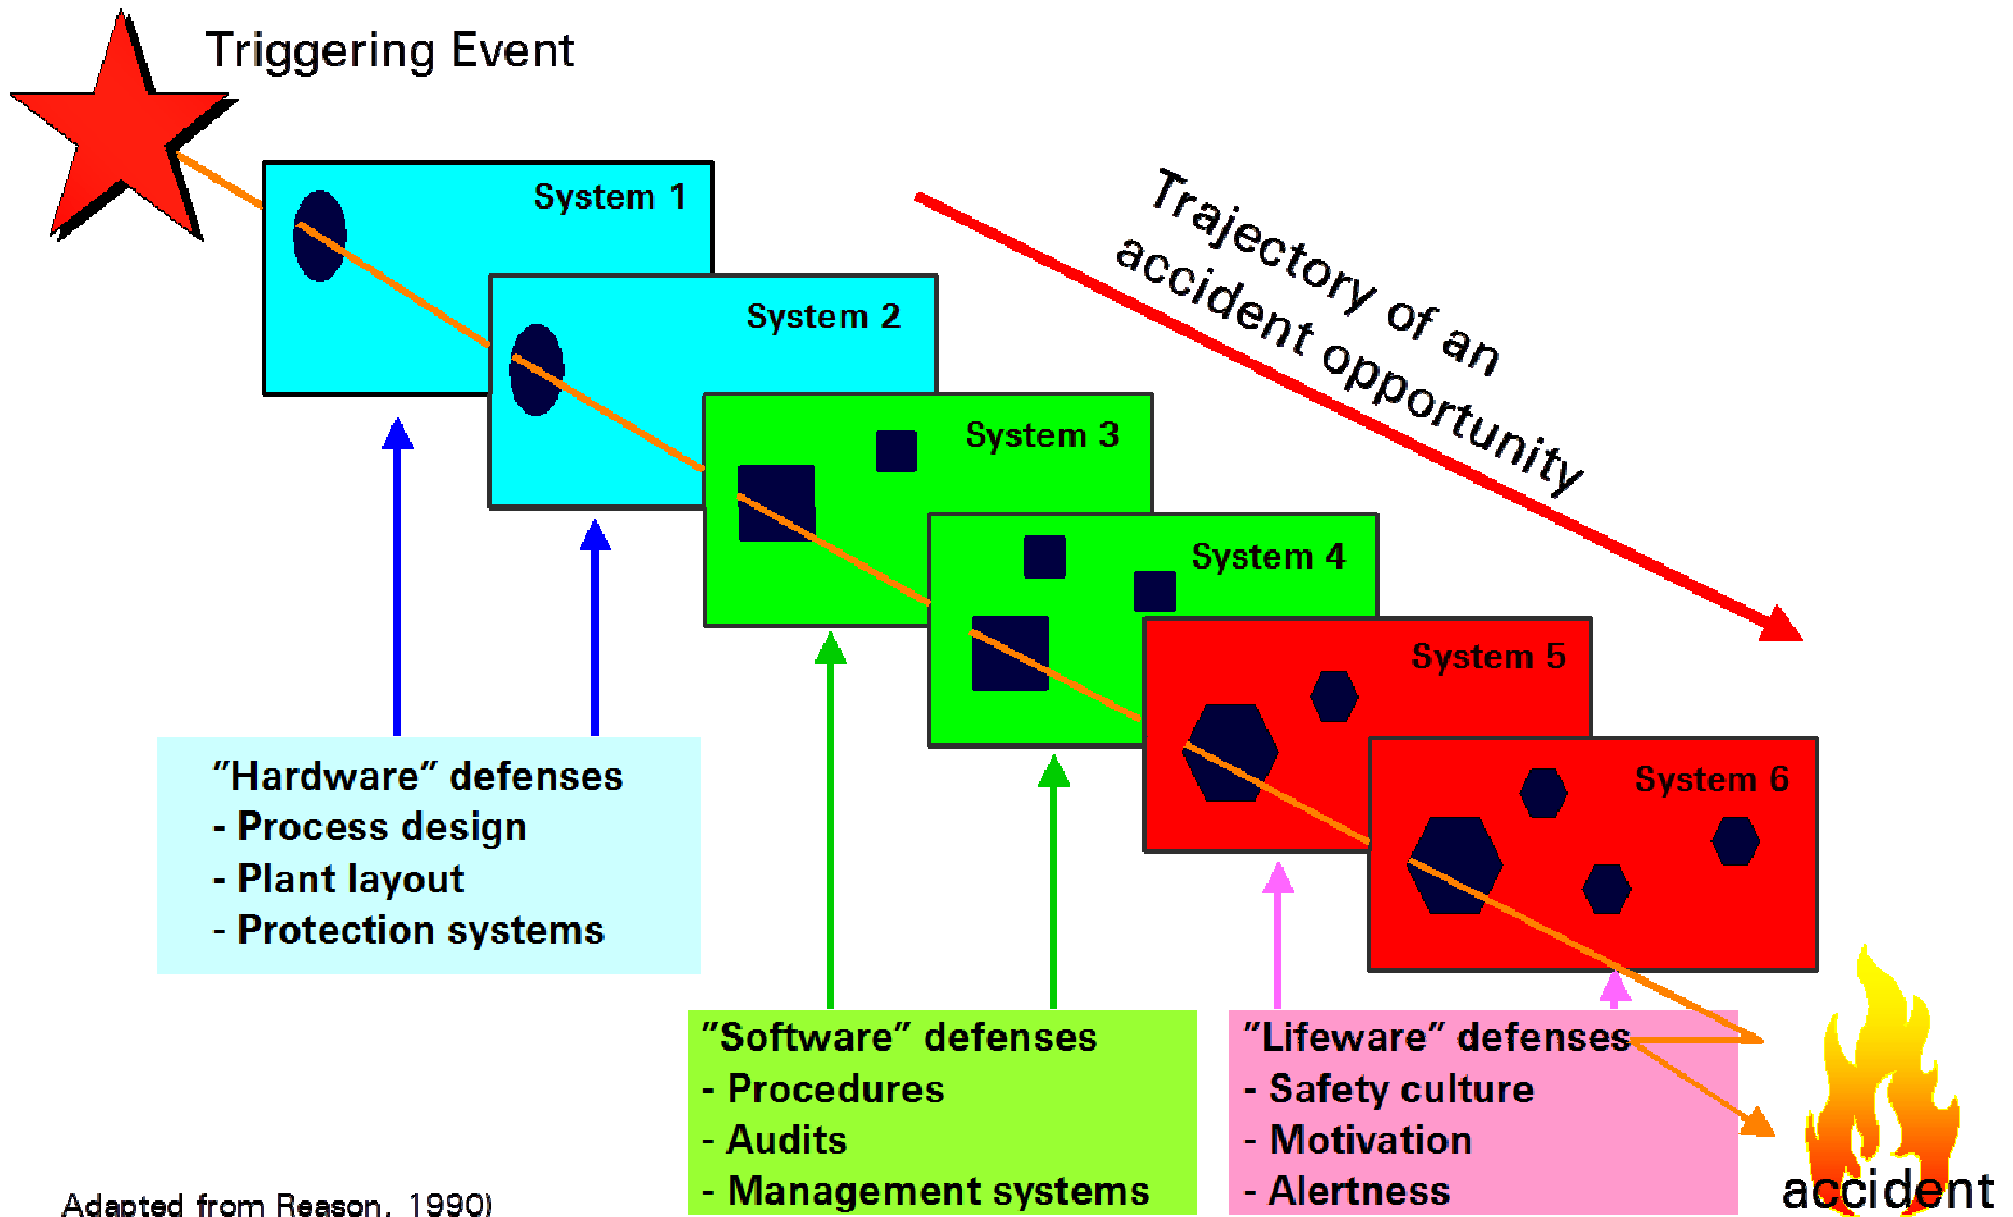 Triggering Event
System 1
System 2
System 3
System 4
System 5
System 6
Trajectory of an
accident opportunity
"Hardware" defenses
- Process design
- Plant layout
- Protection systems
"Software" defenses
- Procedures
- Audits
- Management systems
"Lifeware" defenses
- Safety culture
- Motivation
- Alertness
accident
Adapted from Reason, 1990)